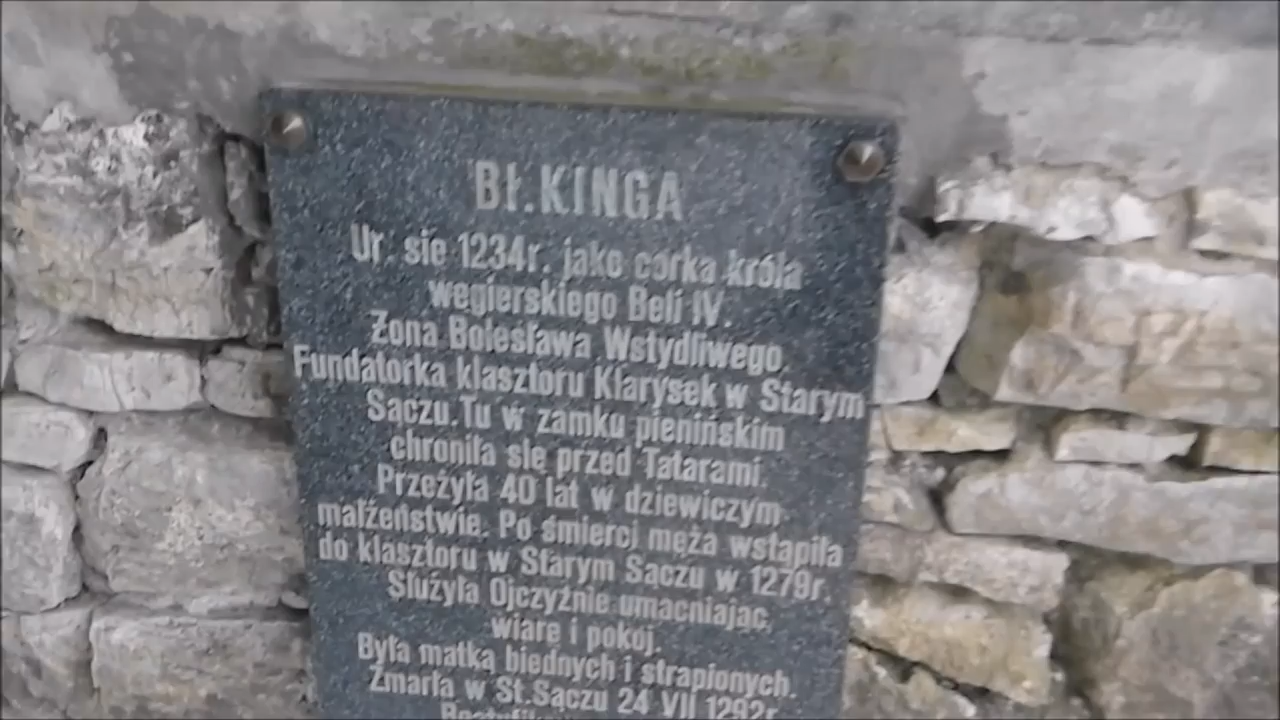 Bł.KINGA
Ur. się 1234r. jako córka króla
węgierskiego Beli IV.
Żona Bolesława Wstydliwego.
Fundatorka klasztoru Klarysek w Starym
Sączu.Tu w zamku pienińskim
chroniła się przed Tatarami.
Przeżyła 40 lat w dziewiczym
małżeństwie. Po śmierci męża wstąpiła
do klasztoru w Starym Sączu w 1279r.
Służyła Ojczyźnie umacniając,
wiarę i pokój.
Była matką biednych i strapionych.
Zmarła w St.Sączu 24 VII 1292r.